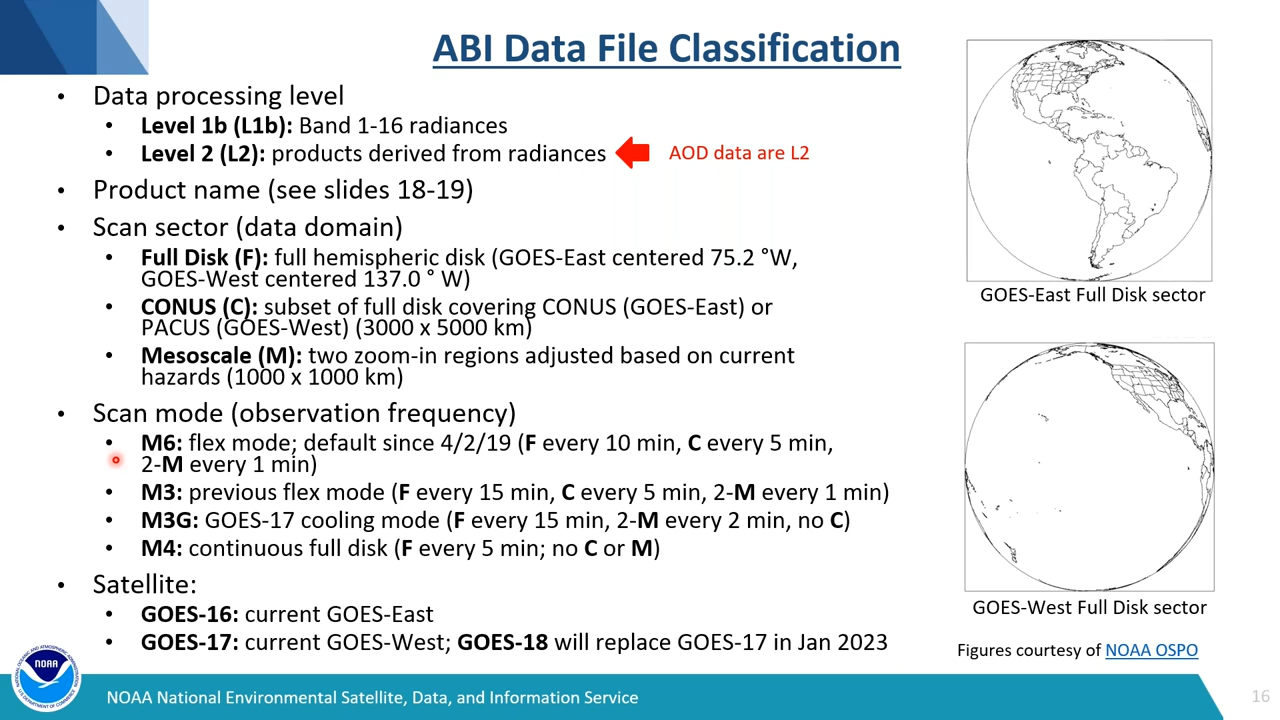 ABI Data File Classification
• Data processing level
• Level 1b (L1b): Band 1-16 radiances
• Level 2 (L2): products derived from radiances
AOD data are L2
• Product name (see slides 18-19)
• Scan sector (data domain)
• Full Disk (F): full hemispheric disk (GOES-East centered 75.2 °W,
GOES-West centered 137.0 ° W)
• CONUS (C): subset of full disk covering CONUS (GOES-East) or
PACUS (GOES-West) (3000 x 5000 km)
• Mesoscale (M): two zoom-in regions adjusted based on current
hazards (1000 x 1000 km)
• Scan mode (observation frequency)
• M6: flex mode; default since 4/2/19 (F every 10 min, C every 5 min,
2-M every 1 min)
• M3: previous flex mode (F every 15 min, C every 5 min, 2-M every 1 min)
• M3G: GOES-17 cooling mode (F every 15 min, 2-M every 2 min, no C)
• M4: continuous full disk (F every 5 min; no C or M)
• Satellite:
• GOES-16: current GOES-East
• GOES-17: current GOES-West; GOES-18 will replace GOES-17 in Jan 2023
GOES-East Full Disk sector
GOES-West Full Disk sector
Figures courtesy of NOAA OSPO
NOAA
NOAA National Environmental Satellite, Data, and Information Service
16